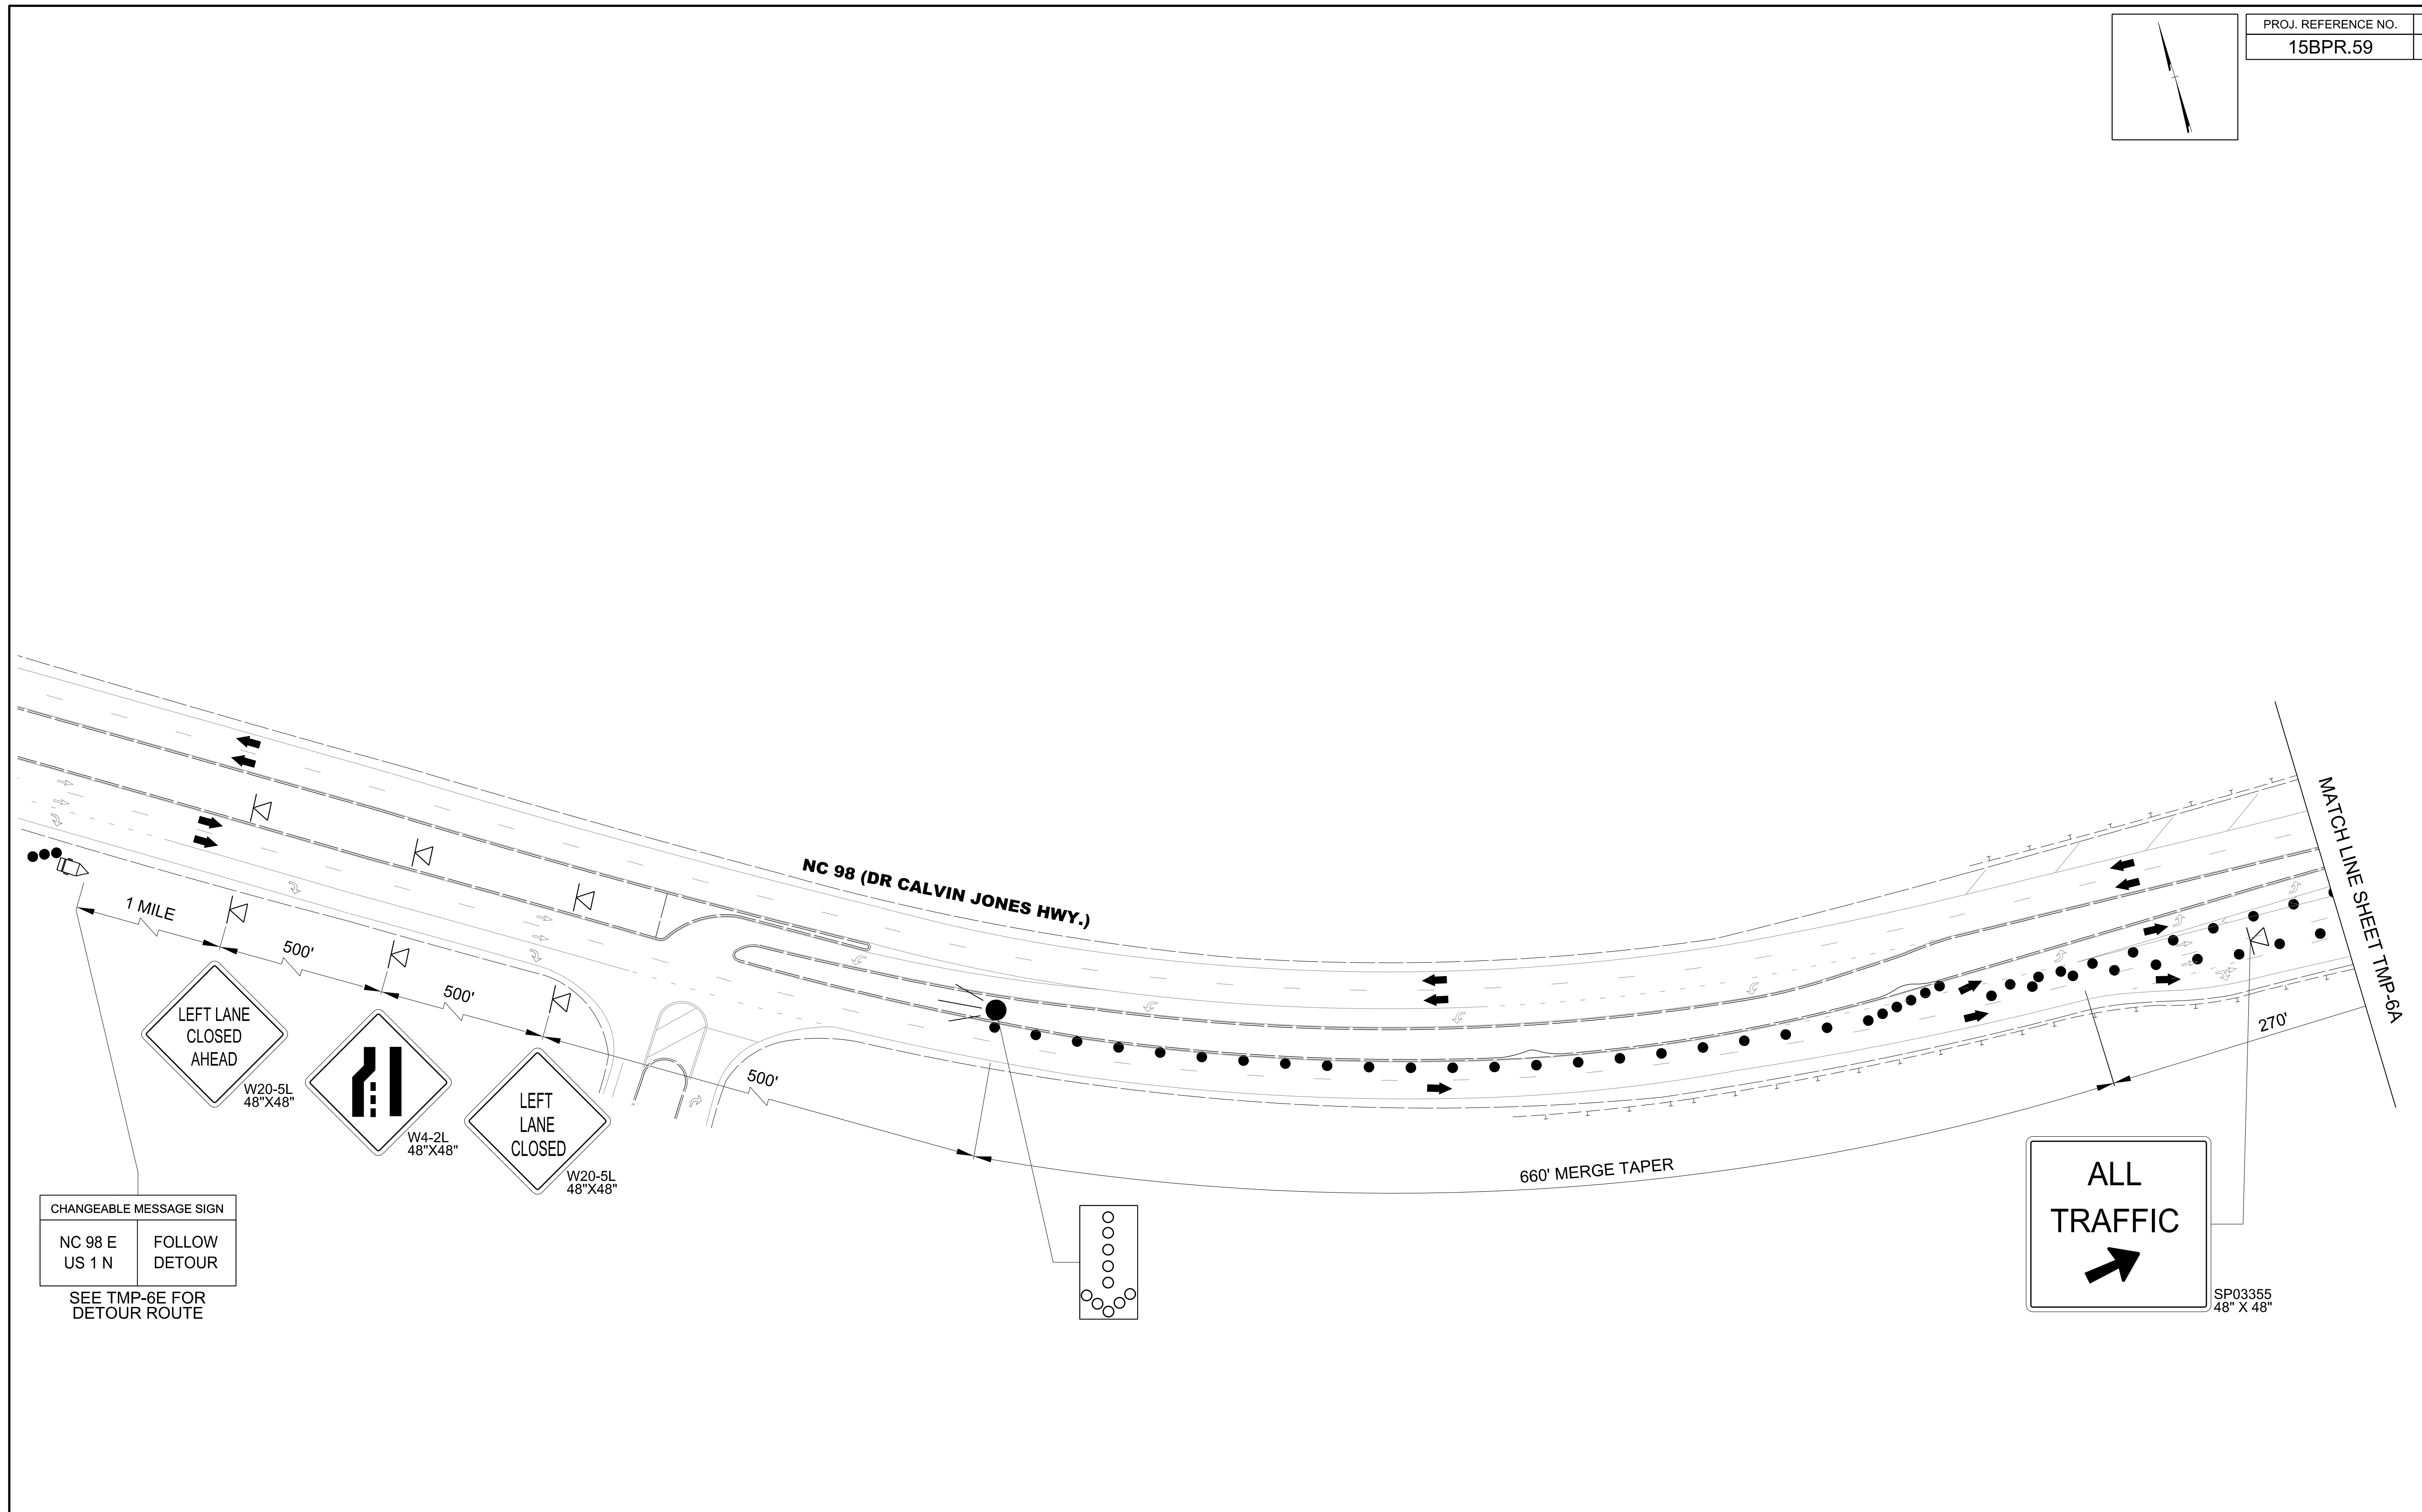 PROJ. REFERENCE NO.
15BPR.59
NC 98 (DR CALVIN JONES HWY.)
MATCH LINE SHEET TMP-6A
1 MILE
500'
500'
500'
660' MERGE TAPER
270'
LEFT LANE
CLOSED
AHEAD
W20-5L
48"X48"
W4-2L
48"X48"
LEFT
LANE
CLOSED
W20-5L
48"X48"
CHANGEABLE MESSAGE SIGN
NC 98 E
US 1 N
FOLLOW
DETOUR
SEE TMP-6E FOR
DETOUR ROUTE
ALL
TRAFFIC
SP03355
48" X 48"